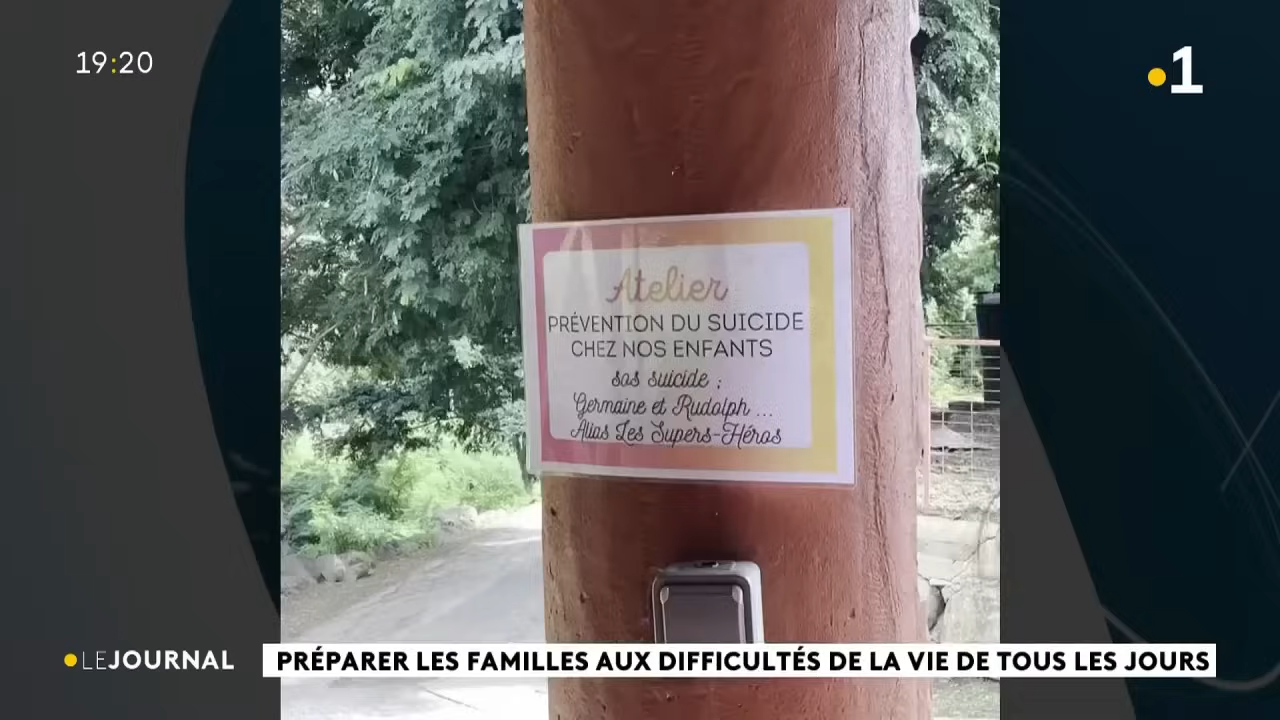 19:20
1
Atelier
PRÉVENTION DU SUICIDE
CHEZ NOS ENFANTS
sos suicide :
Germaine et Rudolph ...
Alias Les Supers-Héros
LEJOURNAL
PRÉPARER LES FAMILLES AUX DIFFICULTÉS DE LA VIE DE TOUS LES JOURS